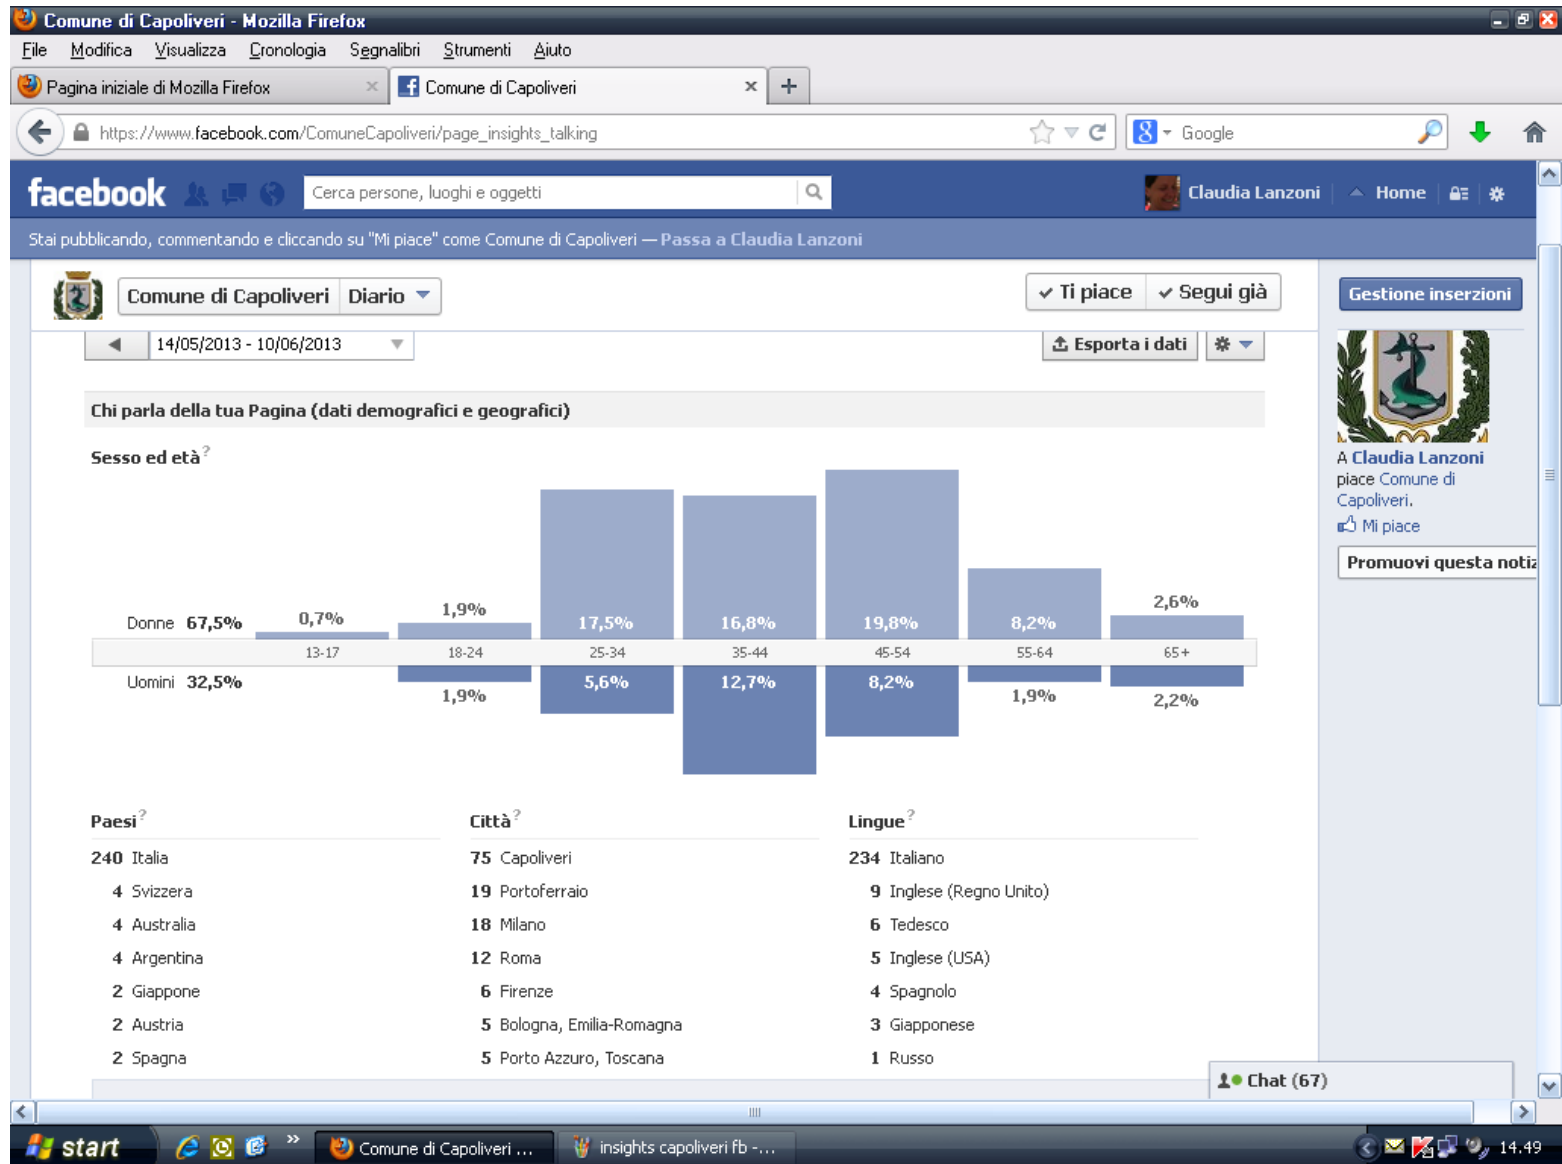 Comune di Capoliveri - Mozilla Firefox
File Modifica Visualizza Cronologia Segnalibri Strumenti Aiuto
Pagina iniziale di Mozilla Firefox × Comune di Capoliveri × +
https://www.facebook.com/ComuneCapoliveri/page_insights_talking Google
facebook Cerca persone, luoghi e oggetti Claudia Lanzoni Home
Stai pubblicando, commentando e cliccando su "Mi piace" come Comune di Capoliveri — Passa a Claudia Lanzoni
Comune di Capoliveri Diario ✓ Ti piace ✓ Segui già Gestione inserzioni
14/05/2013 - 10/06/2013 Esporta i dati
Chi parla della tua Pagina (dati demografici e geografici)
Sesso ed età?
A Claudia Lanzoni
piace Comune di
Capoliveri.
Mi piace
Promuovi questa notiz
Donne 67,5% 0,7% 1,9% 17,5% 16,8% 19,8% 8,2% 2,6%
13-17 18-24 25-34 35-44 45-54 55-64 65+
Uomini 32,5% 1,9% 5,6% 12,7% 8,2% 1,9% 2,2%
Paesi? Città? Lingue?
240 Italia 75 Capoliveri 234 Italiano
4 Svizzera 19 Portoferraio 9 Inglese (Regno Unito)
4 Australia 18 Milano 6 Tedesco
4 Argentina 12 Roma 5 Inglese (USA)
2 Giappone 6 Firenze 4 Spagnolo
2 Austria 5 Bologna, Emilia-Romagna 3 Giapponese
2 Spagna 5 Porto Azzuro, Toscana 1 Russo
Chat (67)
start » Comune di Capoliveri ... insights capoliveri fb -... 14.49